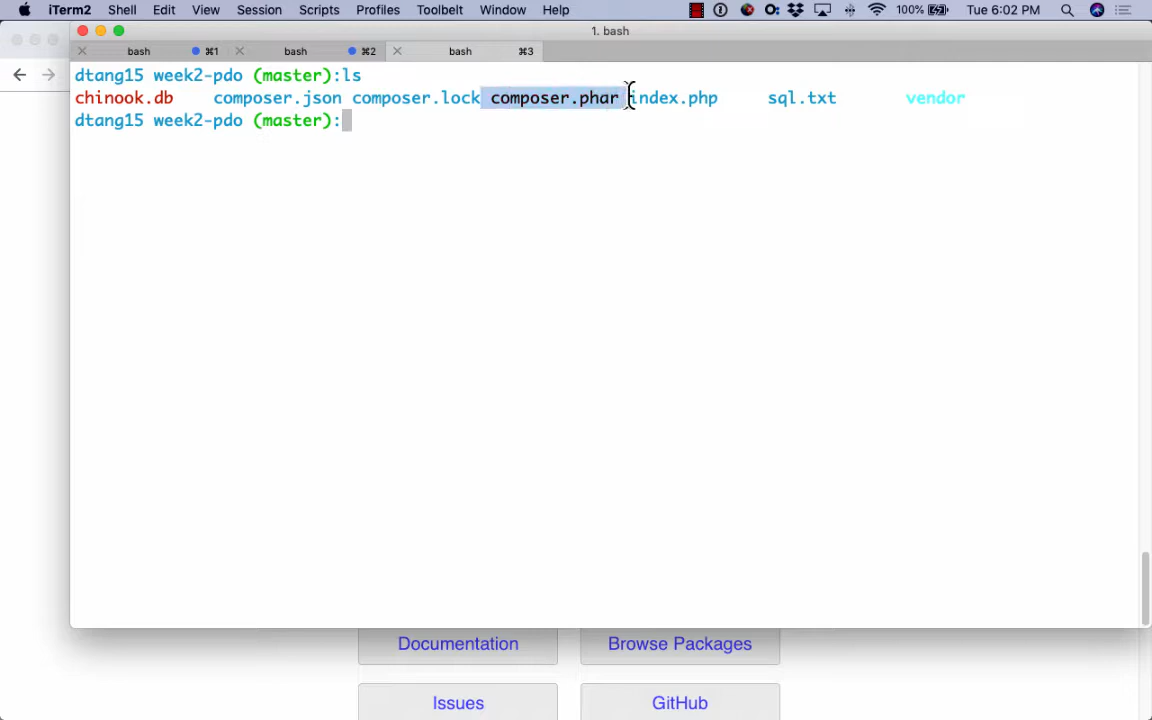 iTerm2 Shell Edit View Session Scripts Profiles Toolbelt Window Help 100% Tue 6:02 PM
1. bash
bash ⌘1 bash ⌘2 bash ⌘3
dtang15 week2-pdo (master):ls
chinook.db composer.json composer.lock composer.phar index.php sql.txt vendor
dtang15 week2-pdo (master):
Documentation Browse Packages
Issues GitHub